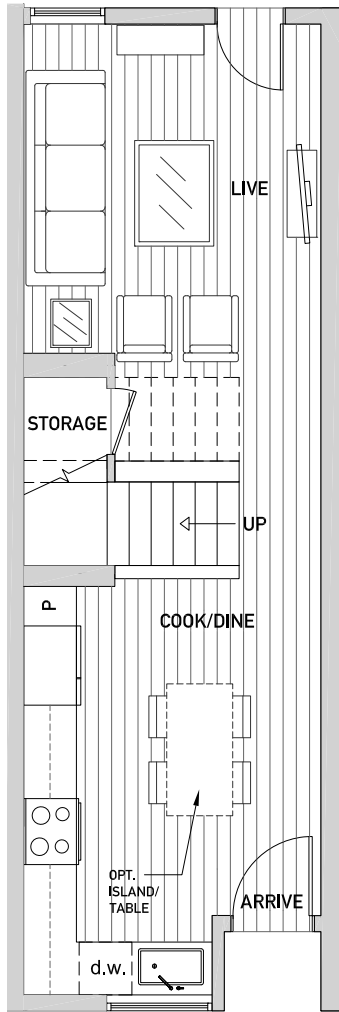 LIVE
STORAGE
UP
P
COOK/DINE
OPT.
ISLAND/
TABLE
ARRIVE
d.w.